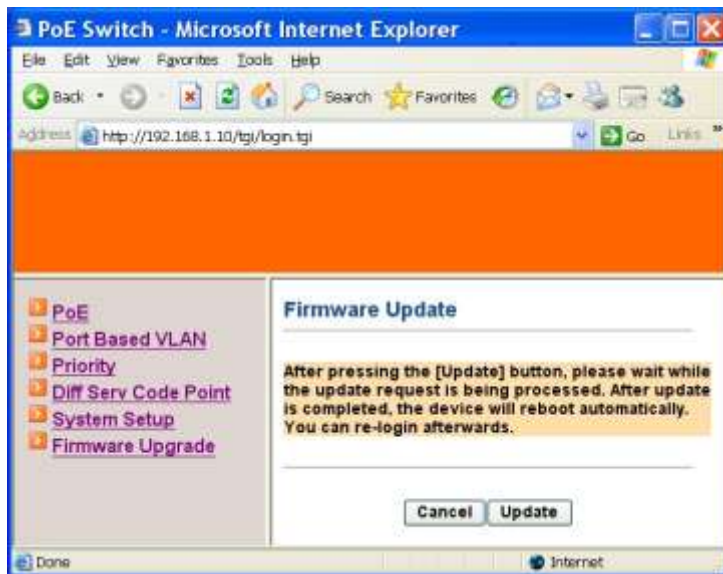 PoE Switch - Microsoft Internet Explorer
File Edit View Favorites Tools Help
Back Search Favorites
Address http://192.168.1.10/tgi/login.tgi Go Links »
PoE
Port Based VLAN
Priority
Diff Serv Code Point
System Setup
Firmware Upgrade
Firmware Update
After pressing the [Update] button, please wait while
the update request is being processed. After update
is completed, the device will reboot automatically.
You can re-login afterwards.
Cancel Update
Done Internet